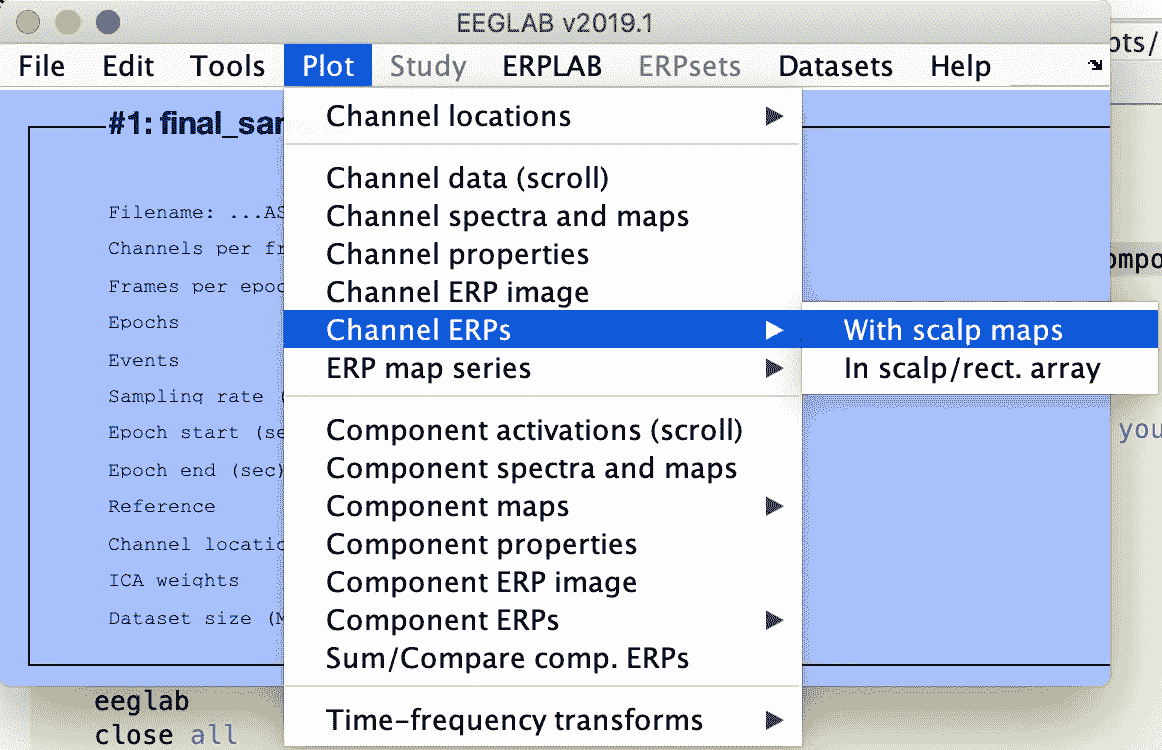 EEGLAB v2019.1
File Edit Tools Plot Study ERPLAB ERPsets Datasets Help
#1: final_sar
Filename: ...AS
Channels per fr
Frames per epoc
Epochs
Events
Sampling rate (
Epoch start (se
Epoch end (sec)
Reference
Channel locatio
ICA weights
Dataset size (M
Channel locations
Channel data (scroll)
Channel spectra and maps
Channel properties
Channel ERP image
Channel ERPs
ERP map series
Component activations (scroll)
Component spectra and maps
Component maps
Component properties
Component ERP image
Component ERPs
Sum/Compare comp. ERPs
Time-frequency transforms
With scalp maps
In scalp/rect. array
pts/
ompo
you
eeglab
close all